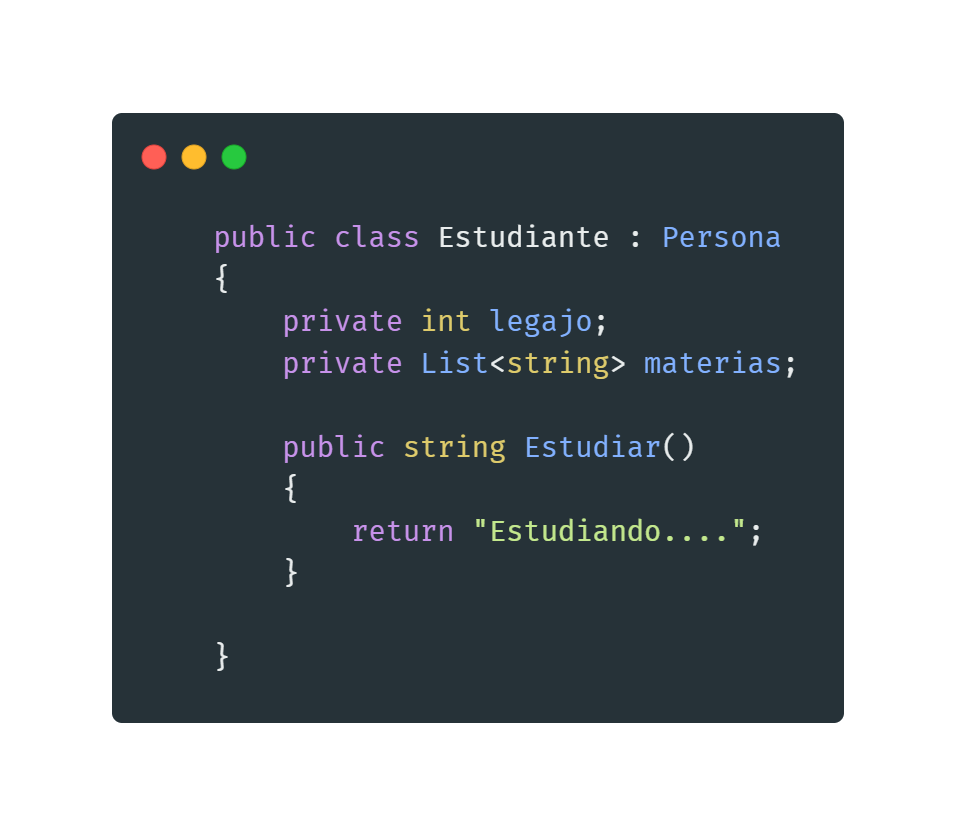 public class Estudiante : Persona
{
    private int legajo;
    private List<string> materias;

    public string Estudiar()
    {
        return "Estudiando....";
    }

}